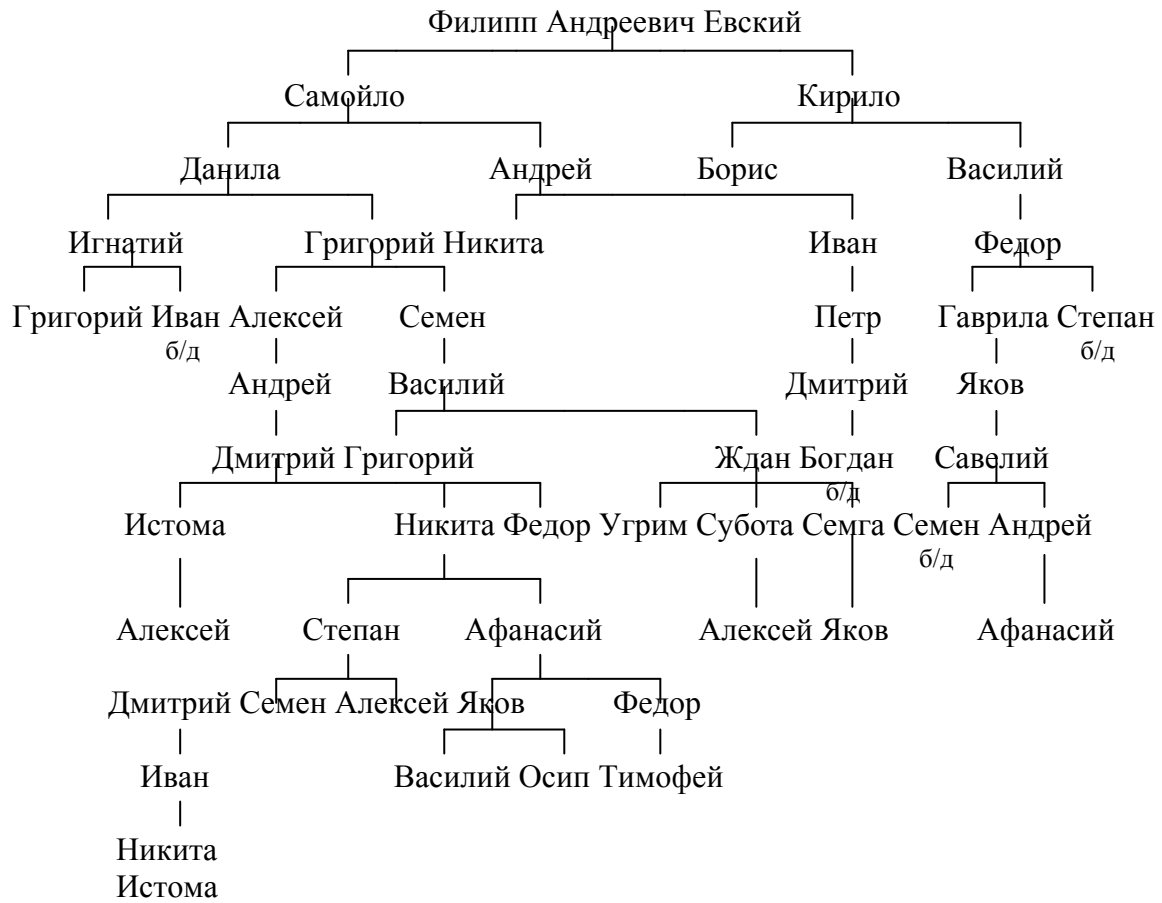 Филипп Андреевич Евский
Самойло Кирило
Данила Андрей Борис Василий
Игнатий Григорий Никита Иван Федор
Григорий Иван Алексей Семен Петр Гаврила Степан
б/д б/д
Андрей Василий Дмитрий Яков
Дмитрий Григорий Ждан Богдан Савелий
б/д
Истома Никита Федор Угрим Субота Семга Семен Андрей
б/д
Алексей Степан Афанасий Алексей Яков Афанасий
Дмитрий Семен Алексей Яков Федор
Иван Василий Осип Тимофей
Никита
Истома